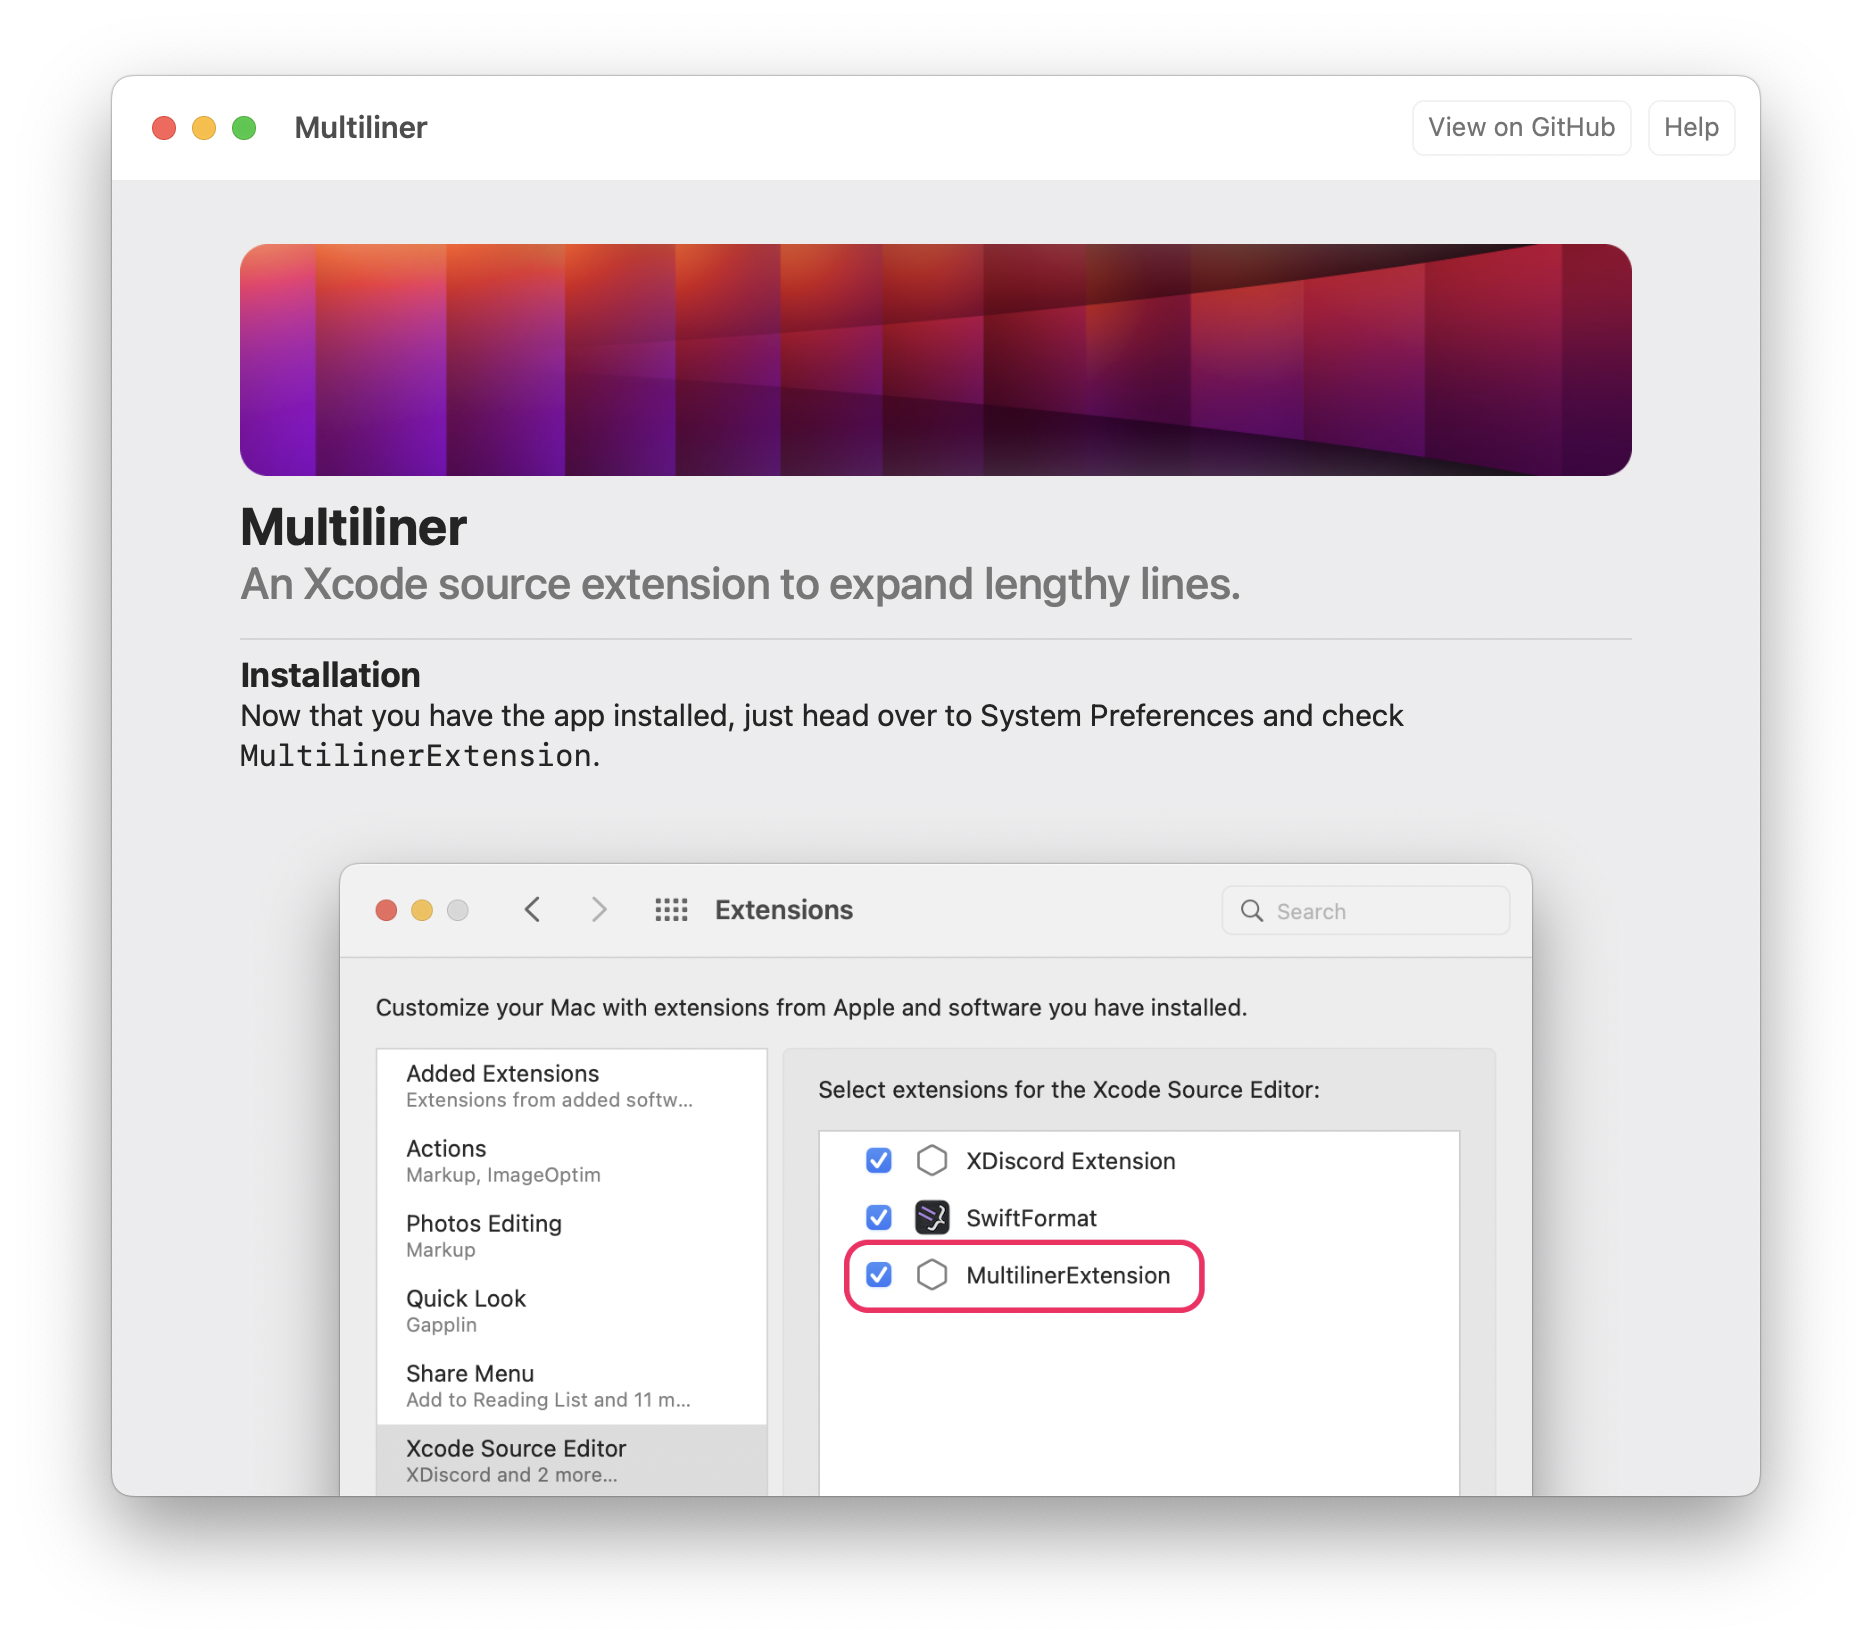 Multiliner
View on GitHub
Help
Multiliner
An Xcode source extension to expand lengthy lines.
Installation
Now that you have the app installed, just head over to System Preferences and check
MultilinerExtension.
Extensions
Search
Customize your Mac with extensions from Apple and software you have installed.
Added Extensions
Extensions from added softw...
Actions
Markup, ImageOptim
Photos Editing
Markup
Quick Look
Gapplin
Share Menu
Add to Reading List and 11 m...
Xcode Source Editor
XDiscord and 2 more...
Select extensions for the Xcode Source Editor:
XDiscord Extension
SwiftFormat
MultilinerExtension